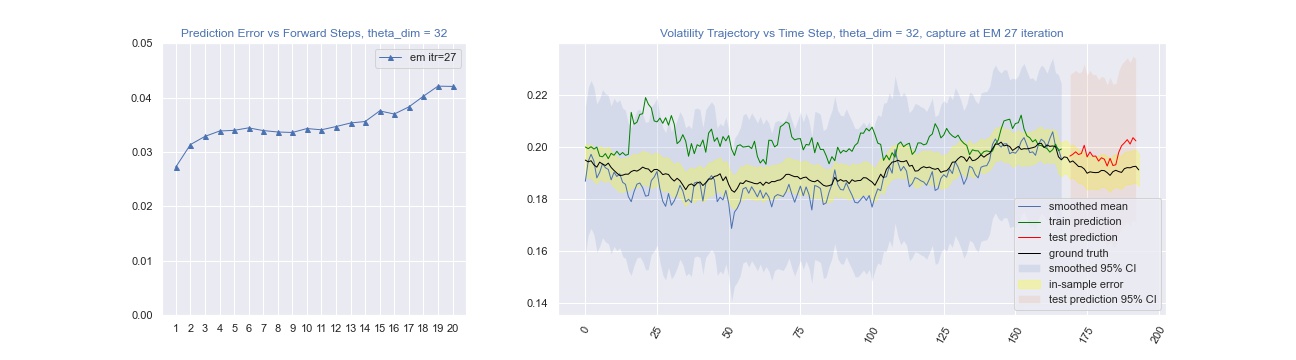 Prediction Error vs Forward Steps, theta_dim = 32
0.05
0.04
0.03
0.02
0.01
0.00
em itr=27
1 2 3 4 5 6 7 8 9 10 11 12 13 14 15 16 17 18 19 20
Volatility Trajectory vs Time Step, theta_dim = 32, capture at EM 27 iteration
0.22
0.20
0.18
0.16
0.14
smoothed mean
train prediction
test prediction
ground truth
smoothed 95% CI
in-sample error
test prediction 95% CI
0 25 50 75 100 125 150 175 200